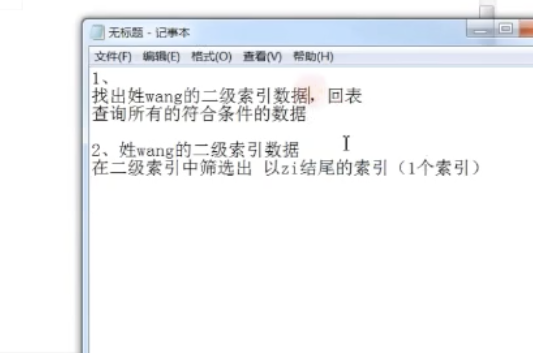 无标题 - 记事本
文件(F) 编辑(E) 格式(O) 查看(V) 帮助(H)
1、
找出姓wang的二级索引数据，回表
查询所有的符合条件的数据
2、姓wang的二级索引数据
在二级索引中筛选出 以zi结尾的索引（1个索引）